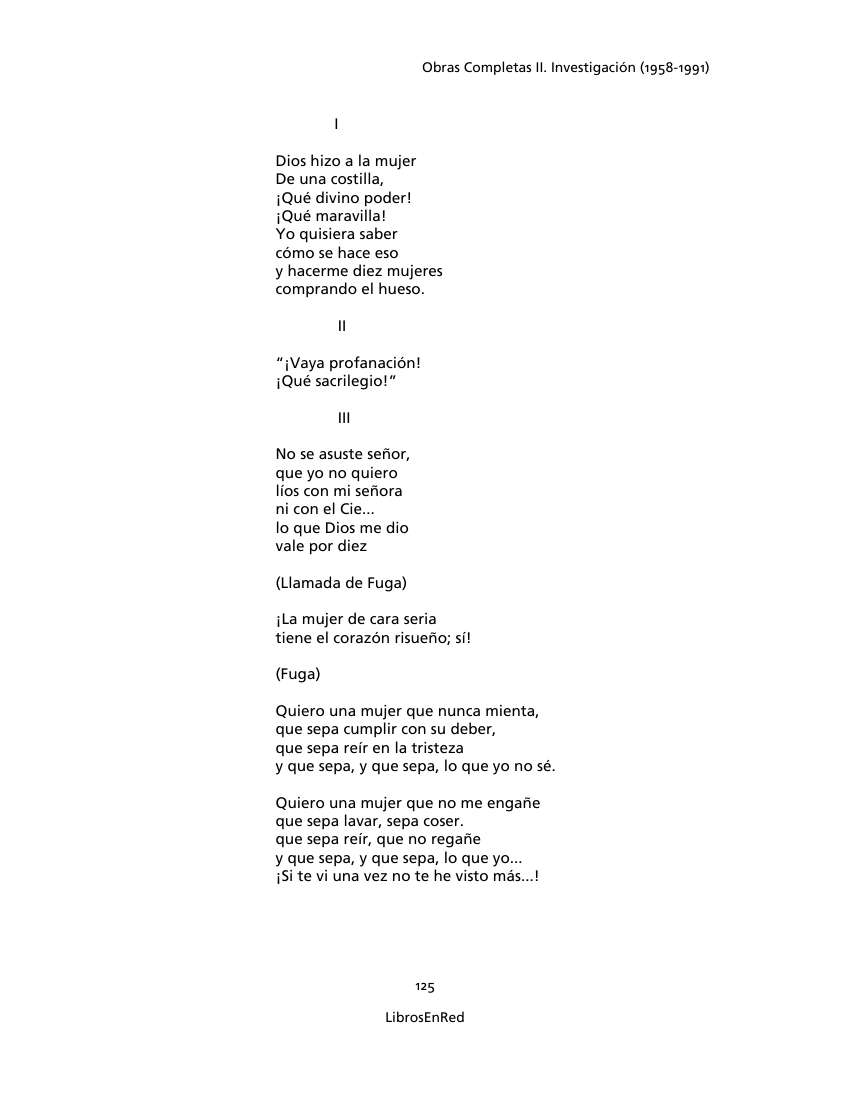 Obras Completas II. Investigación (1958-1991)
I
Dios hizo a la mujer
De una costilla,
¡Qué divino poder!
¡Qué maravilla!
Yo quisiera saber
cómo se hace eso
y hacerme diez mujeres
comprando el hueso.
II
“¡Vaya profanación!
¡Qué sacrilegio!”
III
No se asuste señor,
que yo no quiero
líos con mi señora
ni con el Cie...
lo que Dios me dio
vale por diez
(Llamada de Fuga)
¡La mujer de cara seria
tiene el corazón risueño; sí!
(Fuga)
Quiero una mujer que nunca mienta,
que sepa cumplir con su deber,
que sepa reír en la tristeza
y que sepa, y que sepa, lo que yo no sé.
Quiero una mujer que no me engañe
que sepa lavar, sepa coser.
que sepa reír, que no regañe
y que sepa, y que sepa, lo que yo...
¡Si te vi una vez no te he visto más...!
125
LibrosEnRed